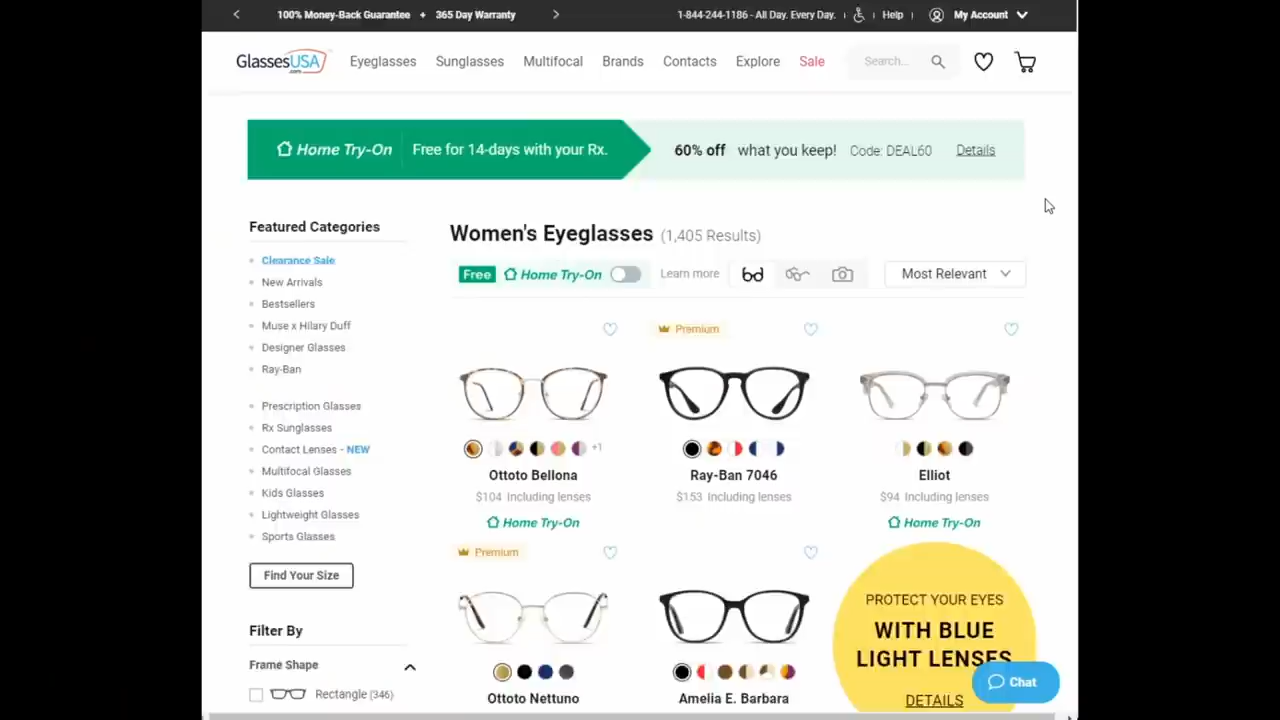 100% Money-Back Guarantee + 365 Day Warranty
1-844-244-1186 - All Day. Every Day.
Help
My Account
GlassesUSA
.com
Eyeglasses
Sunglasses
Multifocal
Brands
Contacts
Explore
Sale
Search...
Home Try-On
Free for 14-days with your Rx.
60% off what you keep!
Code: DEAL60
Details
Featured Categories
Clearance Sale
New Arrivals
Bestsellers
Muse x Hilary Duff
Designer Glasses
Ray-Ban
Prescription Glasses
Rx Sunglasses
Contact Lenses - NEW
Multifocal Glasses
Kids Glasses
Lightweight Glasses
Sports Glasses
Find Your Size
Filter By
Frame Shape
Rectangle (346)
Women's Eyeglasses (1,405 Results)
Free Home Try-On
Learn more
Most Relevant
+1
Ottoto Bellona
$104 Including lenses
Home Try-On
Premium
Ray-Ban 7046
$153 Including lenses
Elliot
$94 Including lenses
Home Try-On
Premium
Ottoto Nettuno
Amelia E. Barbara
PROTECT YOUR EYES
WITH BLUE
LIGHT LENSES
DETAILS
Chat